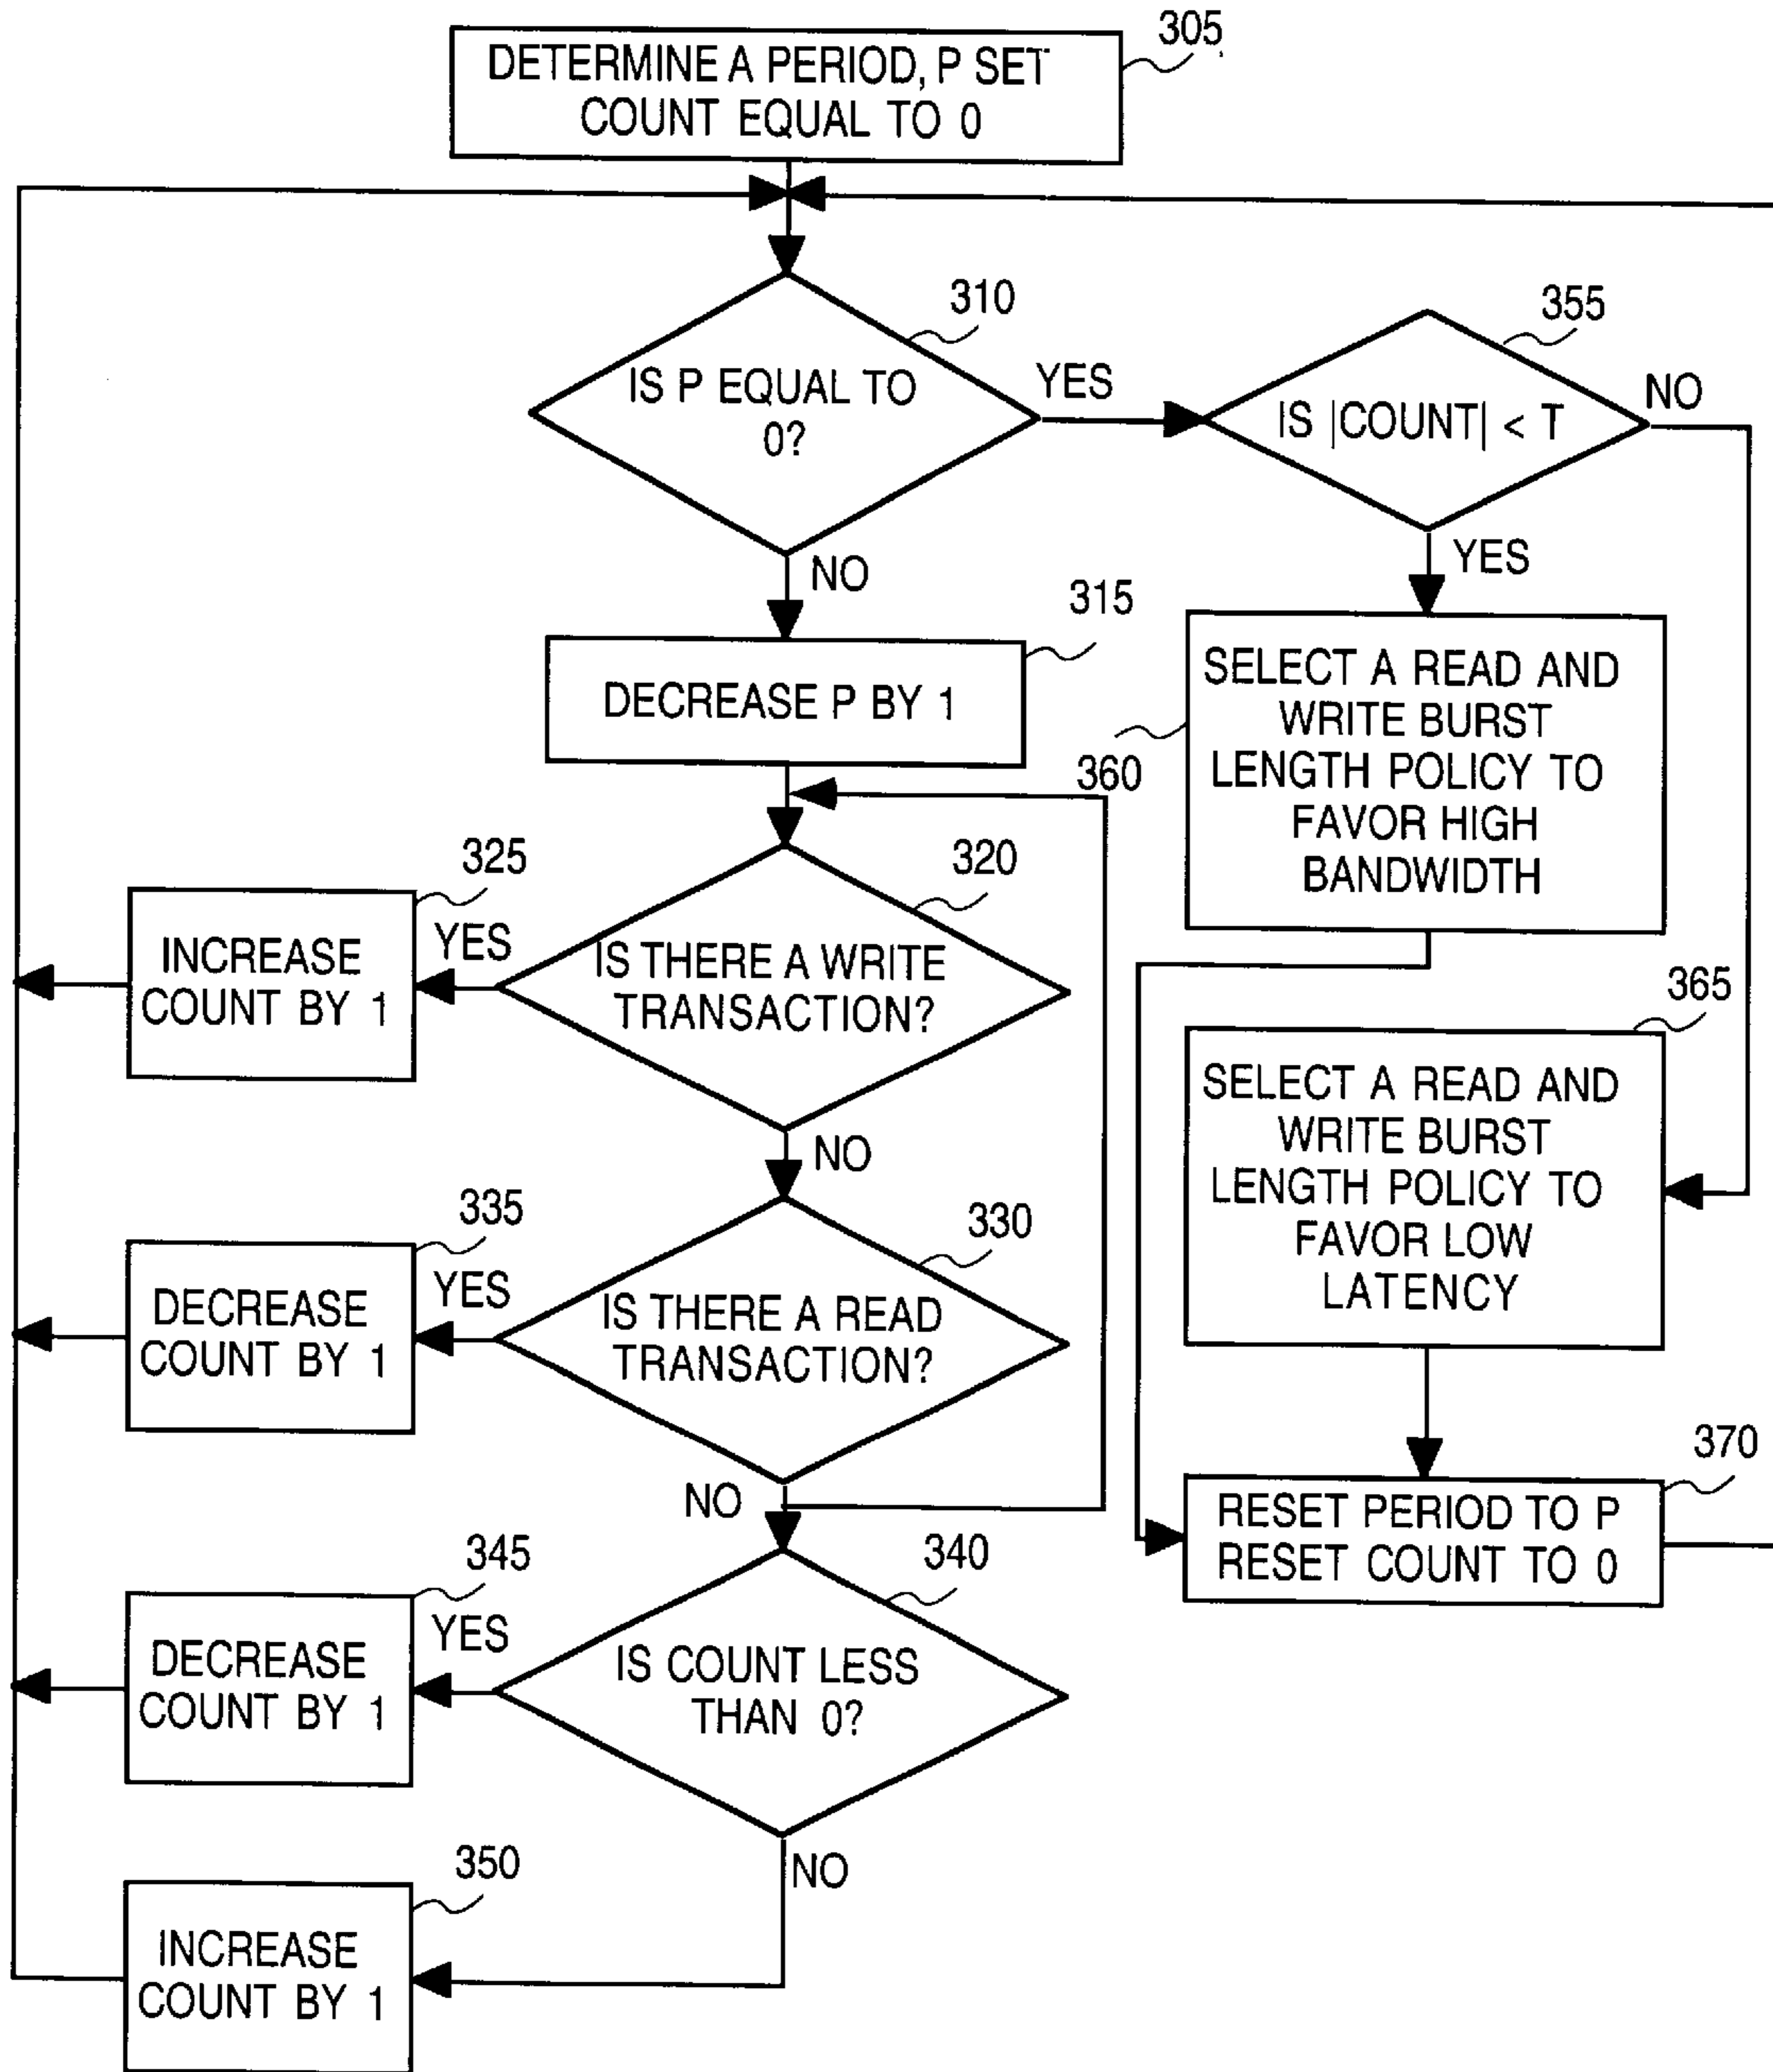 305
DETERMINE A PERIOD, P SET
COUNT EQUAL TO 0
310
IS P EQUAL TO
0?
YES
NO
355
IS |COUNT| < T
NO
YES
315
DECREASE P BY 1
360
SELECT A READ AND
WRITE BURST
LENGTH POLICY TO
FAVOR HIGH
BANDWIDTH
320
IS THERE A WRITE
TRANSACTION?
YES
NO
325
INCREASE
COUNT BY 1
365
SELECT A READ AND
WRITE BURST
LENGTH POLICY TO
FAVOR LOW
LATENCY
330
IS THERE A READ
TRANSACTION?
YES
NO
335
DECREASE
COUNT BY 1
370
RESET PERIOD TO P
RESET COUNT TO 0
340
IS COUNT LESS
THAN 0?
YES
NO
345
DECREASE
COUNT BY 1
350
INCREASE
COUNT BY 1